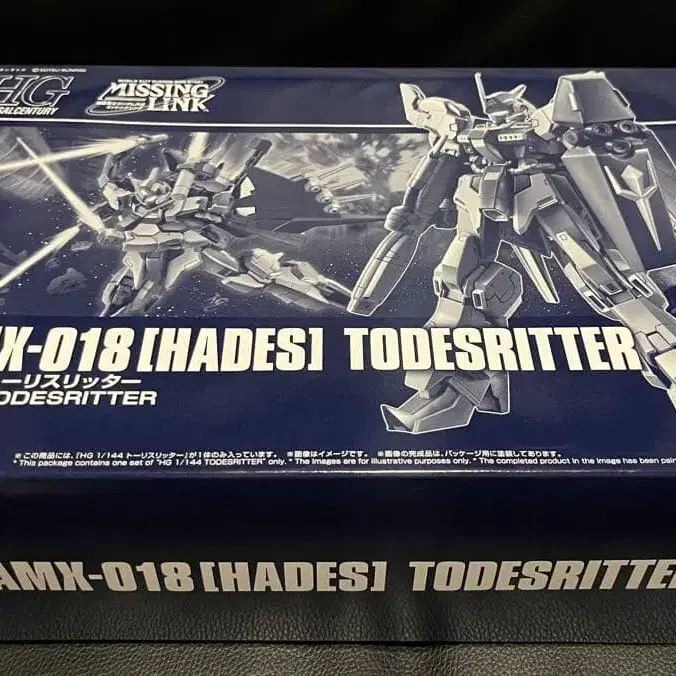 HG
MISSING
LINK
MX-018 [HADES] TODESRITTER
ーリスリッター
ODESRITTER
※この商品には、「HG 1/144 トーリスリッター」が1体のみ入っています。 ※画像はイメージです。 ※画像の完成品は、パッケージ用に塗装してあります。
* This package contains one set of "HG 1/144 TODESRITTER" only. * The images are for illustrative purposes only. * The completed product in the image has been pain
AMX-018 [HADES] TODESRITTE